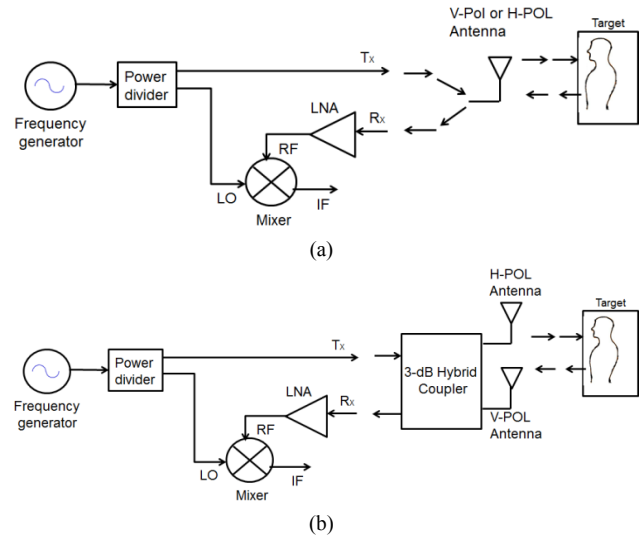 V-Pol or H-POL
Antenna
Target
Power
divider
Tx
Frequency
generator
LNA
Rx
RF
LO
IF
Mixer
(a)
H-POL
Antenna
Target
Power
divider
Tx
3-dB Hybrid
Coupler
Frequency
generator
LNA
Rx
RF
V-POL
Antenna
LO
IF
Mixer
(b)